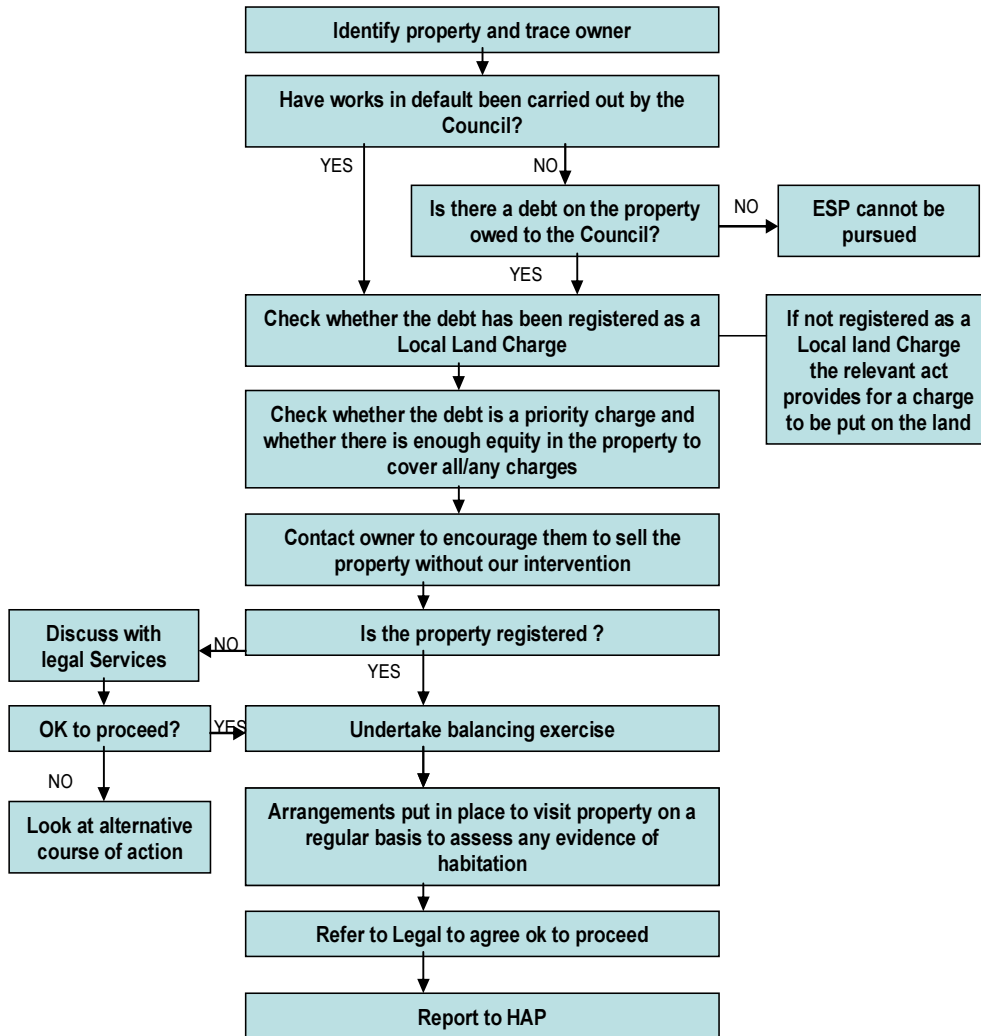 Identify property and trace owner
Have works in default been carried out by the
Council?
YES
NO
Is there a debt on the property
owed to the Council?
NO
ESP cannot be
pursued
YES
Check whether the debt has been registered as a
Local Land Charge
If not registered as a
Local land Charge
the relevant act
provides for a charge
to be put on the land
Check whether the debt is a priority charge and
whether there is enough equity in the property to
cover all/any charges
Contact owner to encourage them to sell the
property without our intervention
Is the property registered ?
NO
Discuss with
legal Services
YES
OK to proceed?
YES
Undertake balancing exercise
NO
Look at alternative
course of action
Arrangements put in place to visit property on a
regular basis to assess any evidence of
habitation
Refer to Legal to agree ok to proceed
Report to HAP